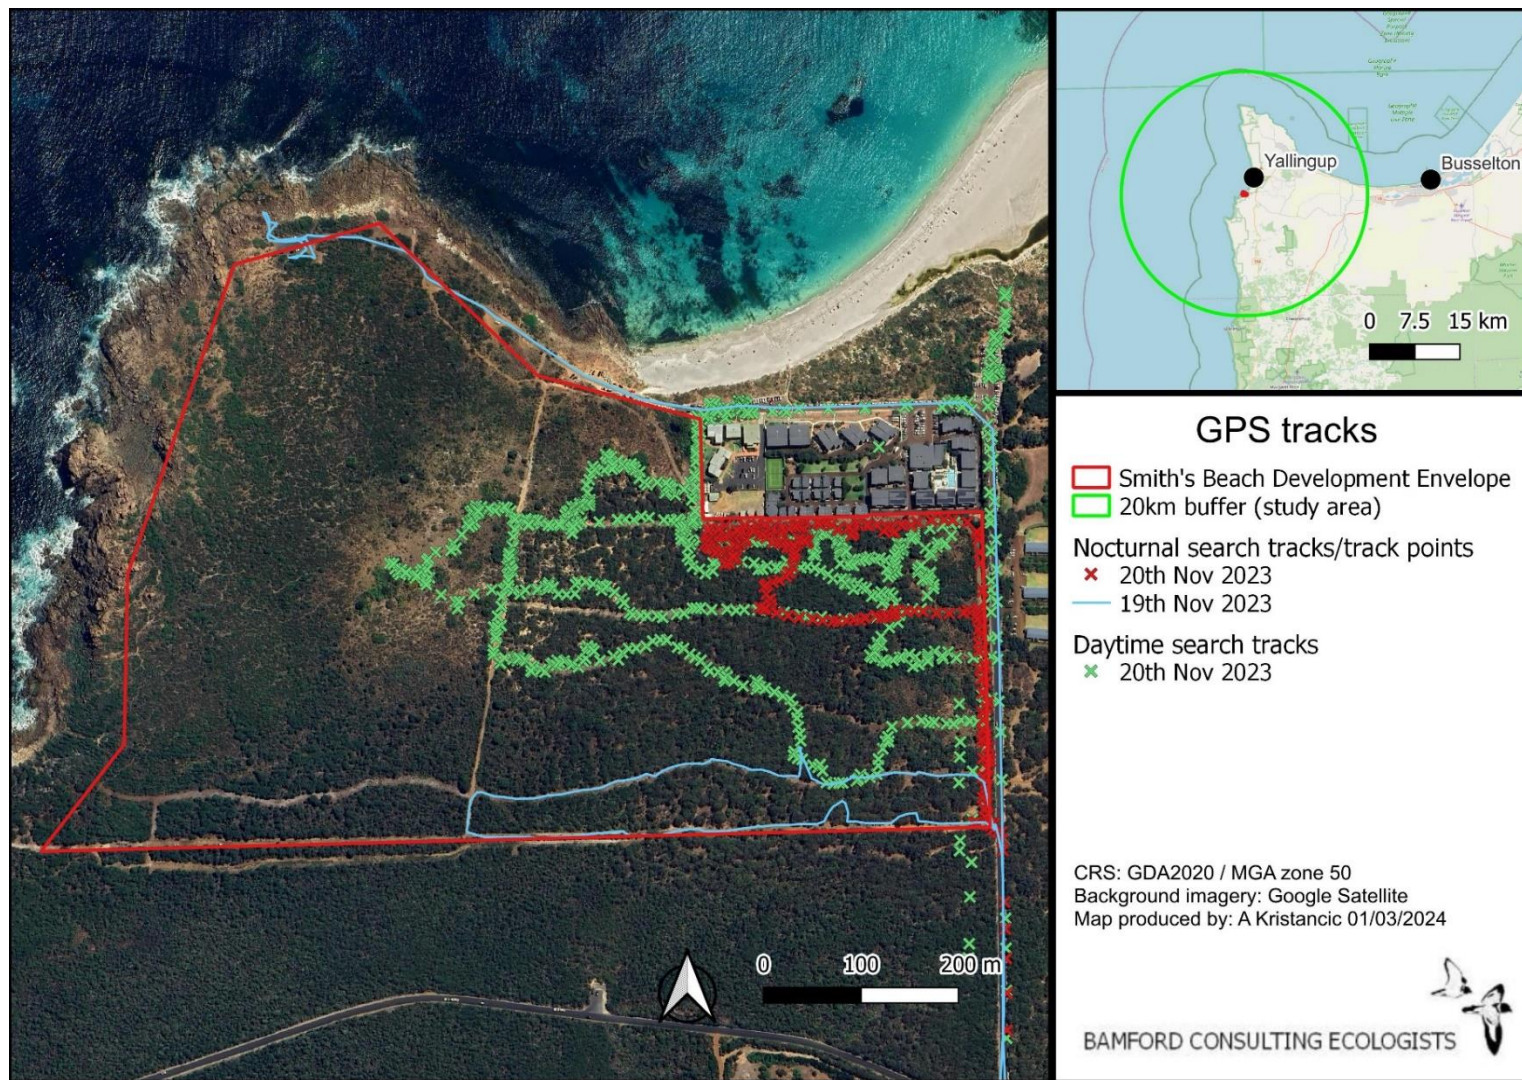 Yallingup
Busselton
0 7.5 15 km
GPS tracks
Smith's Beach Development Envelope
20km buffer (study area)
Nocturnal search tracks/track points
20th Nov 2023
19th Nov 2023
Daytime search tracks
20th Nov 2023
CRS: GDA2020 / MGA zone 50
Background imagery: Google Satellite
Map produced by: A Kristancic 01/03/2024
0 100 200 m
BAMFORD CONSULTING ECOLOGISTS